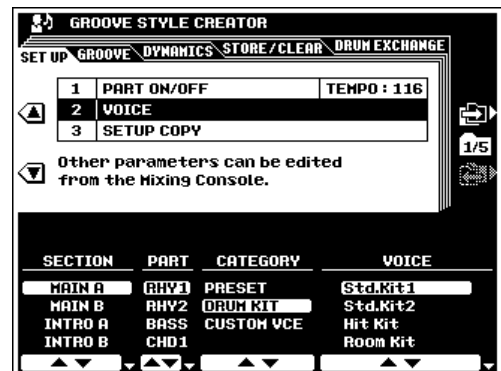 GROOVE STYLE CREATOR
SET UP GROOVE DYNAMICS STORE/CLEAR DRUM EXCHANGE
1 PART ON/OFF TEMPO : 116
2 VOICE
3 SETUP COPY
1/5
Other parameters can be edited
from the Mixing Console.
SECTION PART CATEGORY VOICE
MAIN A RHY1 PRESET Std.Kit1
MAIN B RHY2 DRUM KIT Std.Kit2
INTRO A BASS CUSTOM VCE Hit Kit
INTRO B CHD1 Room Kit